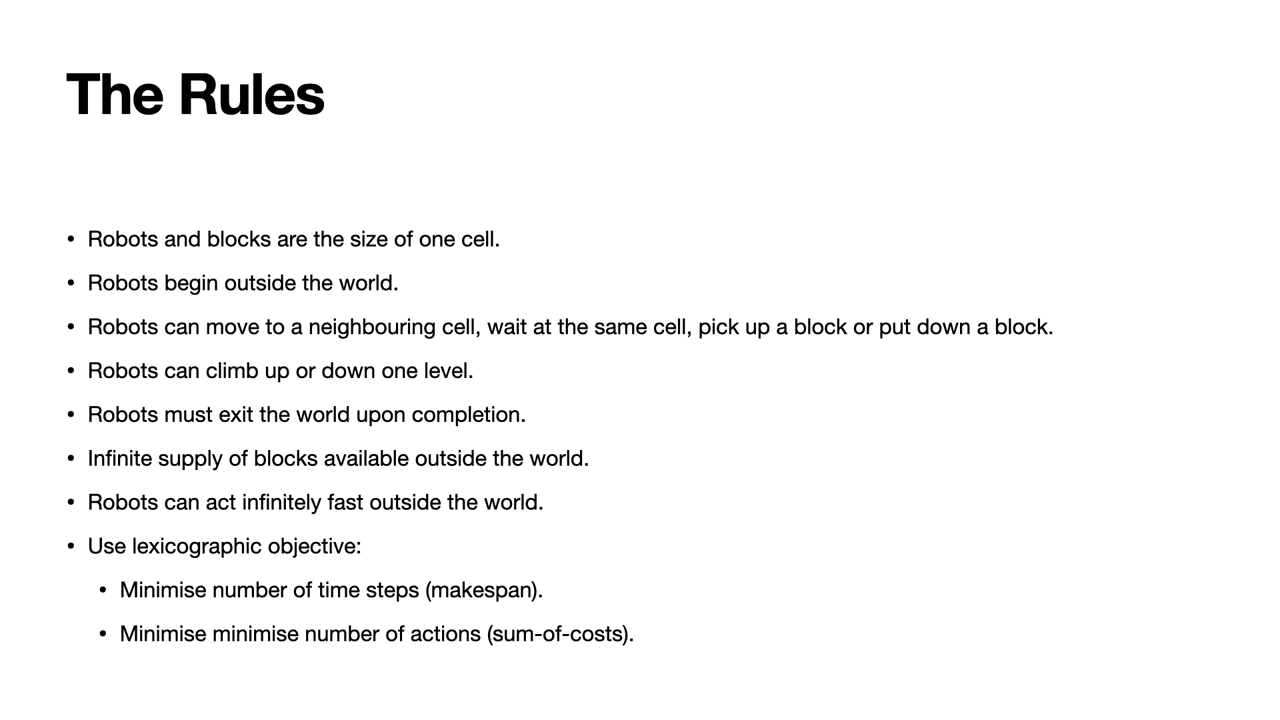 The Rules
• Robots and blocks are the size of one cell.
• Robots begin outside the world.
• Robots can move to a neighbouring cell, wait at the same cell, pick up a block or put down a block.
• Robots can climb up or down one level.
• Robots must exit the world upon completion.
• Infinite supply of blocks available outside the world.
• Robots can act infinitely fast outside the world.
• Use lexicographic objective:
• Minimise number of time steps (makespan).
• Minimise minimise number of actions (sum-of-costs).